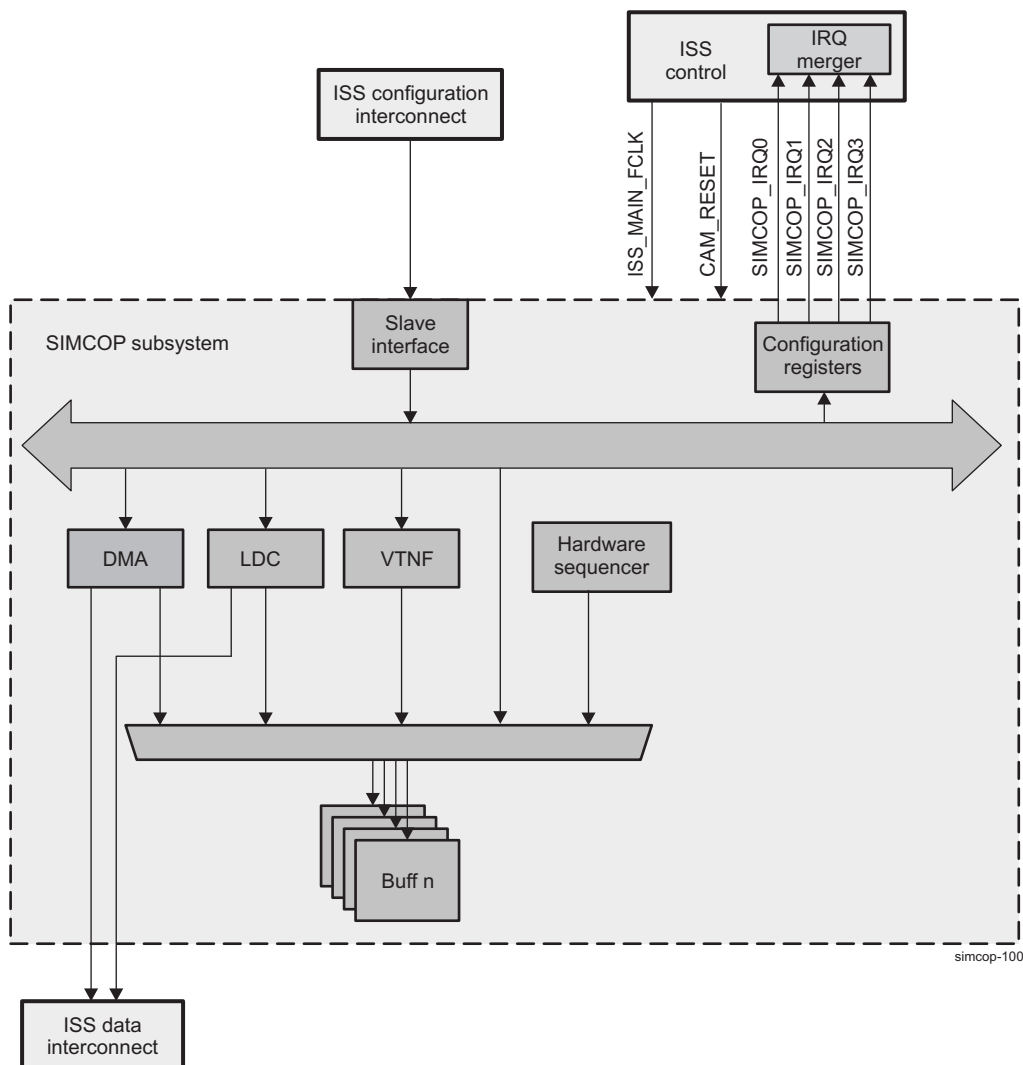 ISS
control
IRQ
merger
ISS configuration
interconnect
ISS_MAIN_FCLK
CAM_RESET
SIMCOP_IRQ0
SIMCOP_IRQ1
SIMCOP_IRQ2
SIMCOP_IRQ3
SIMCOP subsystem
Slave
interface
Configuration
registers
DMA
LDC
VTNF
Hardware
sequencer
Buff n
simcop-100
ISS data
interconnect